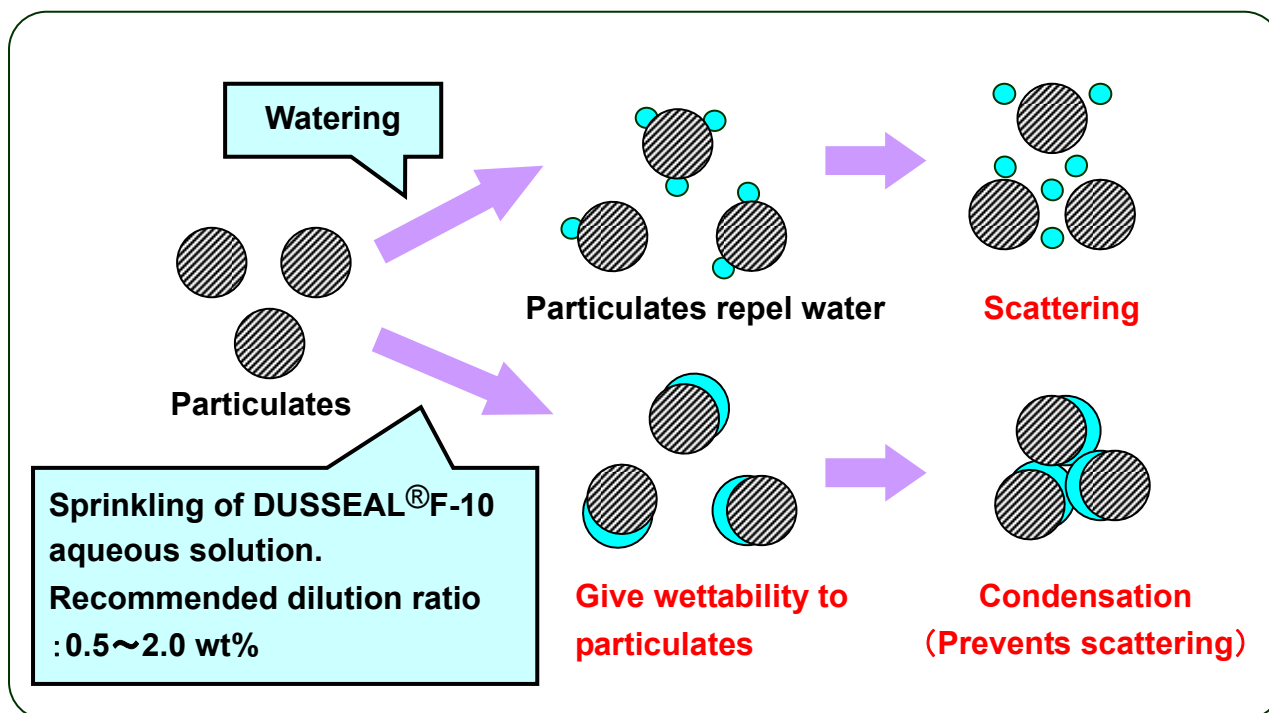 Watering
Particulates repel water
Scattering
Particulates
Sprinkling of DUSSEAL®F-10
aqueous solution.
Recommended dilution ratio
:0.5～2.0 wt%
Give wettability to
particulates
Condensation
（Prevents scattering）